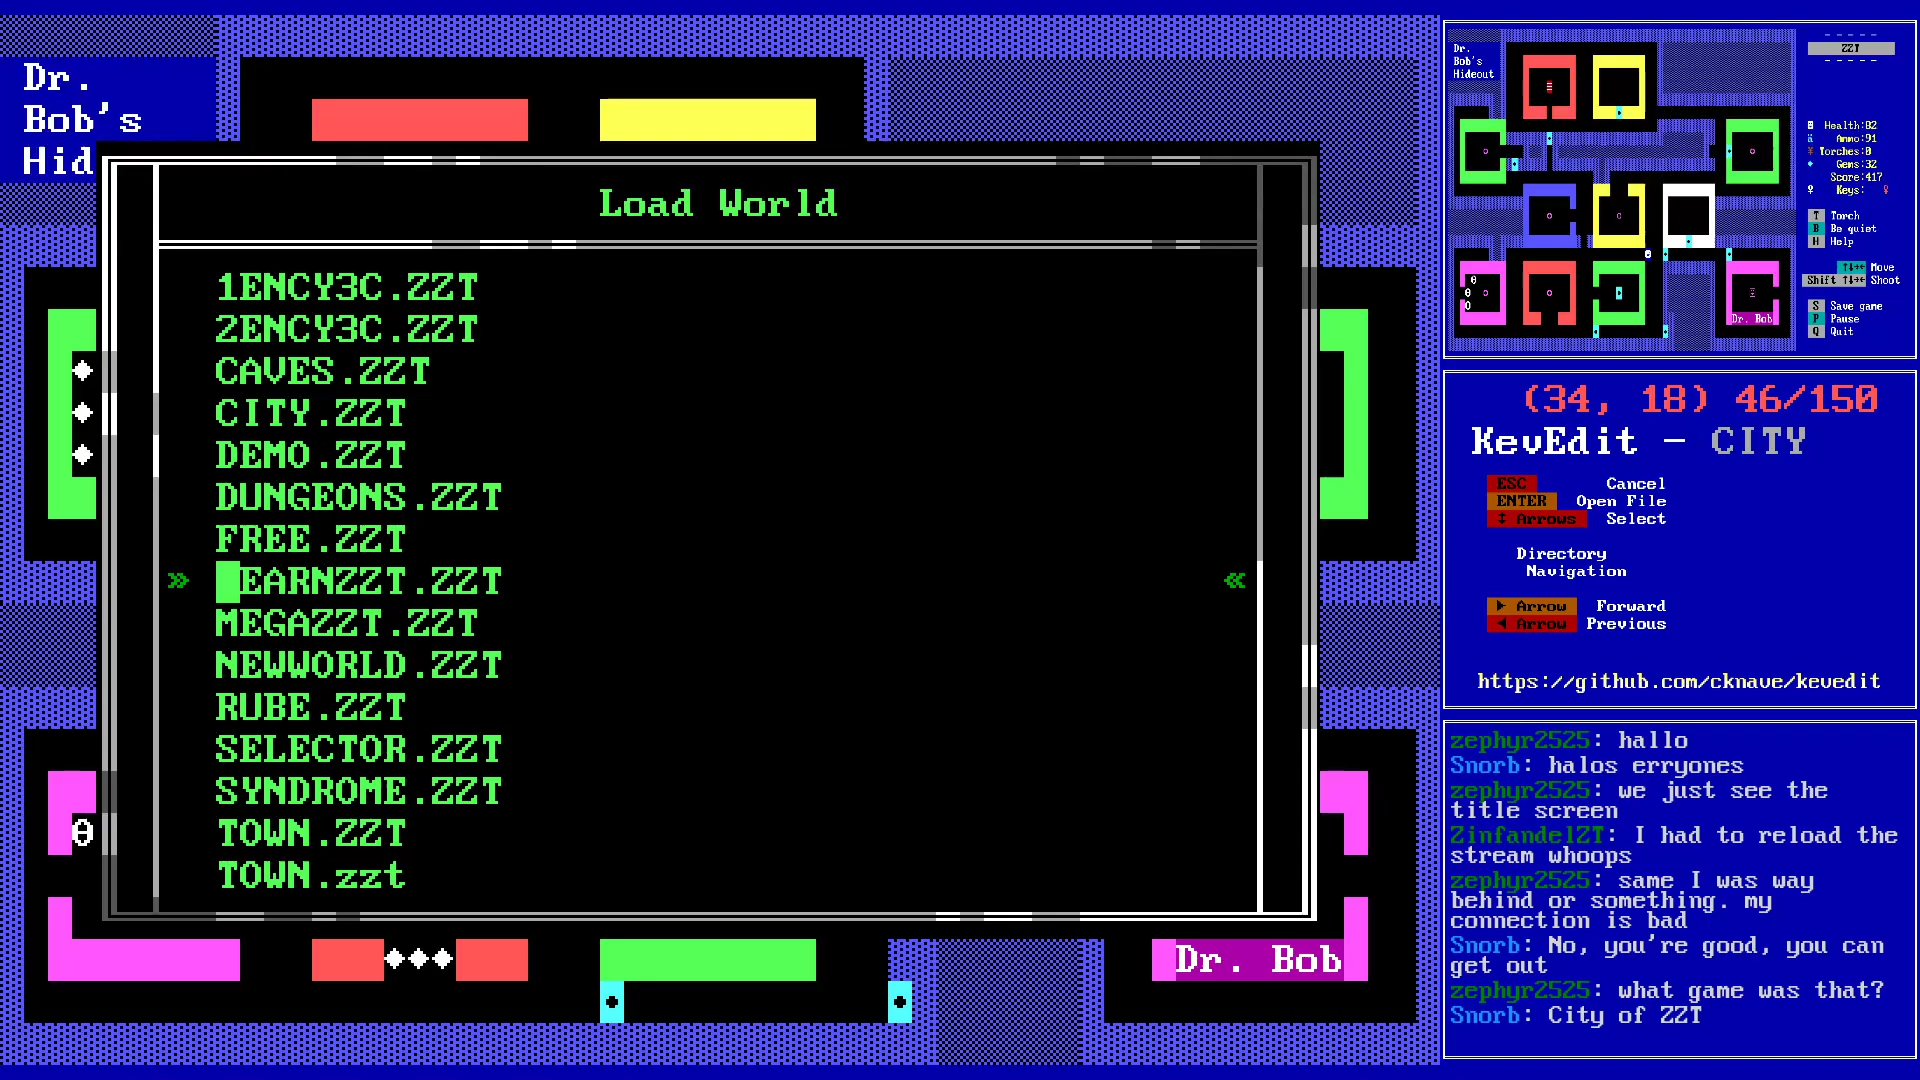 Dr.
Bob's
Hid
Load World
1ENCY3C.ZZT
2ENCY3C.ZZT
CAVES.ZZT
CITY.ZZT
DEMO.ZZT
DUNGEONS.ZZT
FREE.ZZT
» EARNZZT.ZZT «
MEGAZZT.ZZT
NEWWORLD.ZZT
RUBE.ZZT
SELECTOR.ZZT
SYNDROME.ZZT
TOWN.ZZT
TOWN.zzt
Dr. Bob
Dr.
Bob's
Hideout
Dr. Bob
ZZT
Health:82
Ammo:91
Torches:0
Gems:32
Score:417
Keys:
T Torch
B Be quiet
H Help
↑↓→← Move
Shift ↑↓→← Shoot
S Save game
P Pause
Q Quit
(34, 18) 46/150
KevEdit - CITY
ESC Cancel
ENTER Open File
↕ Arrows Select
Directory
Navigation
► Arrow Forward
◄ Arrow Previous
https://github.com/cknave/kevedit
zephyr2525: hallo
Snorb: halos erryones
zephyr2525: we just see the
title screen
ZinfandelZT: I had to reload the
stream whoops
zephyr2525: same I was way
behind or something. my
connection is bad
Snorb: No, you're good, you can
get out
zephyr2525: what game was that?
Snorb: City of ZZT